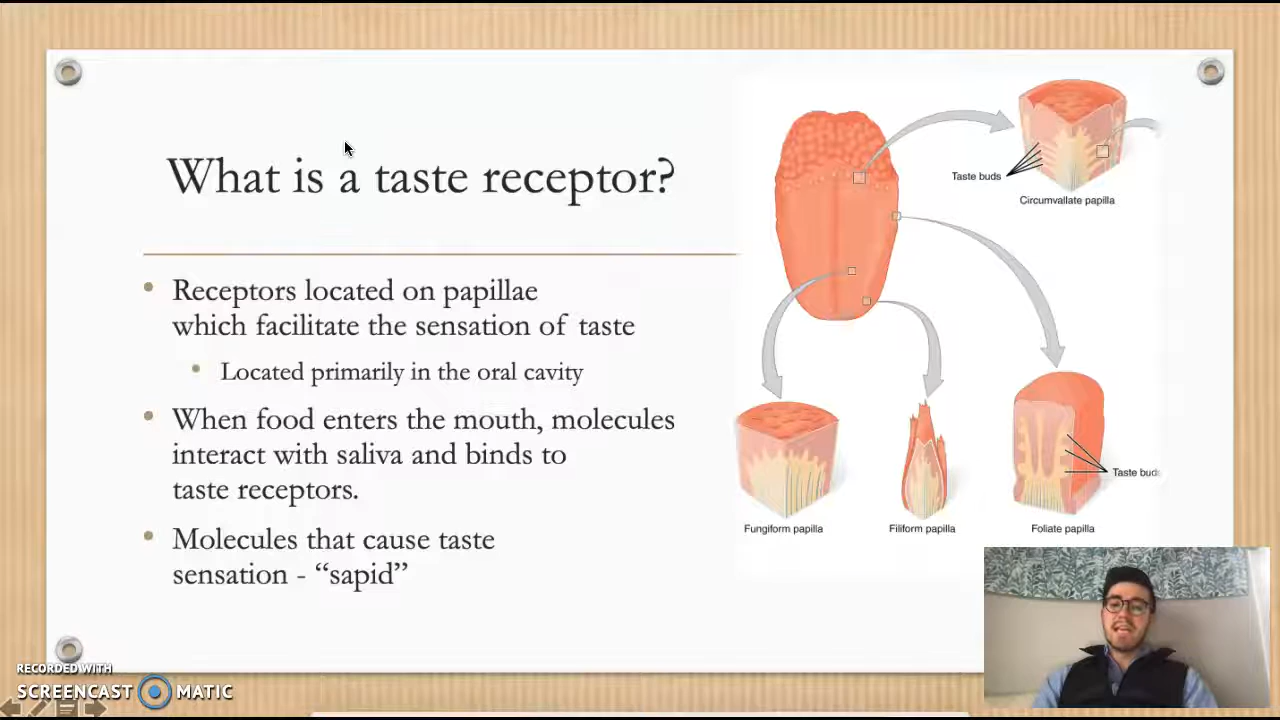 What is a taste receptor?
Receptors located on papillae
which facilitate the sensation of taste
Located primarily in the oral cavity
When food enters the mouth, molecules
interact with saliva and binds to
taste receptors.
Molecules that cause taste
sensation - “sapid”
Taste buds
Circumvallate papilla
Taste buds
Fungiform papilla
Filiform papilla
Foliate papilla
RECORDED WITH
SCREENCAST MATIC